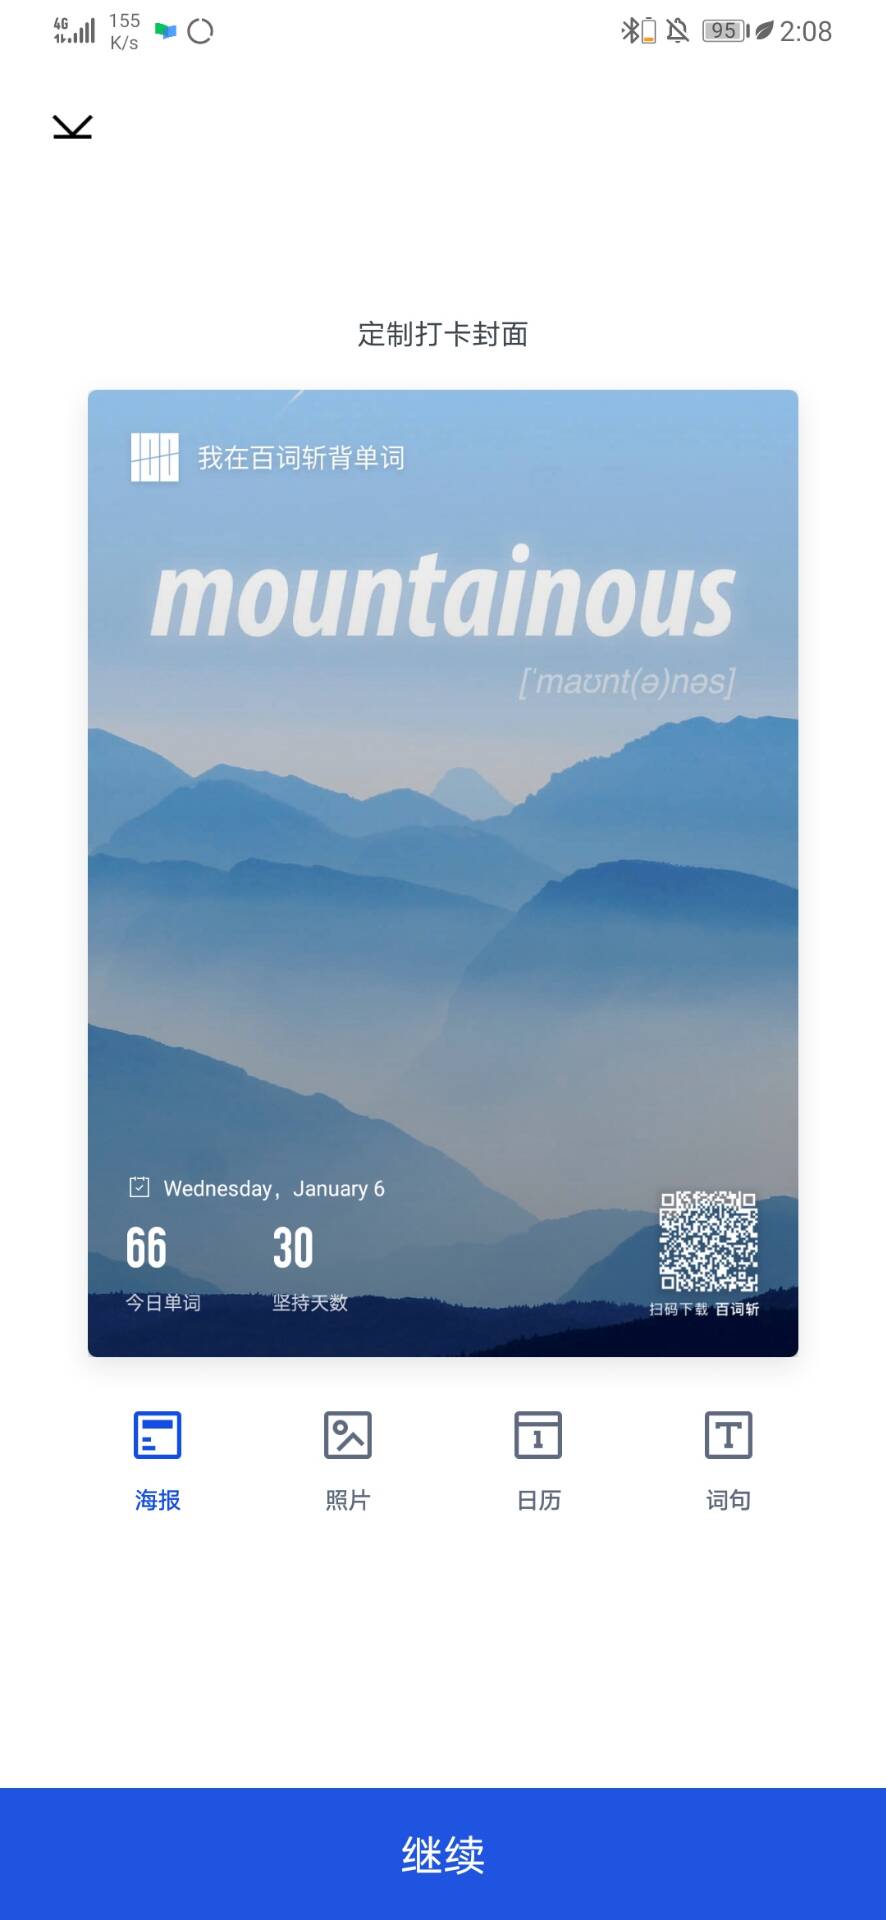 4G
155
K/s
95
2:08
定制打卡封面
我在百词斩背单词
mountainous
['maʊnt(ə)nəs]
Wednesday, January 6
66 30
今日单词 坚持天数
扫码下载 百词斩
海报 照片 日历 词句
继续